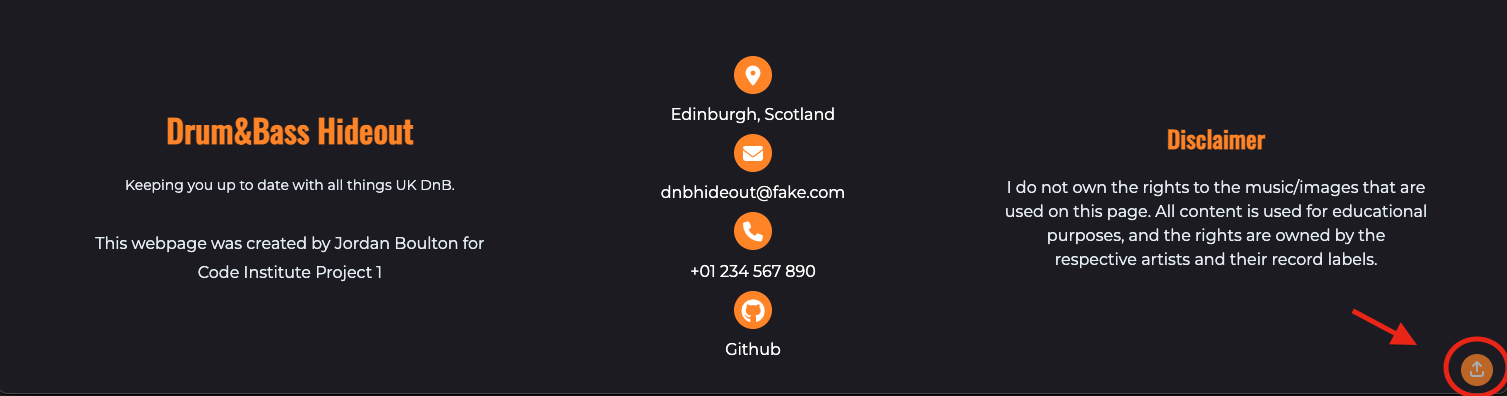 Drum&Bass Hideout
Keeping you up to date with all things UK DnB.
This webpage was created by Jordan Boulton for
Code Institute Project 1
Edinburgh, Scotland
dnbhideout@fake.com
+01 234 567 890
Github
Disclaimer
I do not own the rights to the music/images that are
used on this page. All content is used for educational
purposes, and the rights are owned by the
respective artists and their record labels.